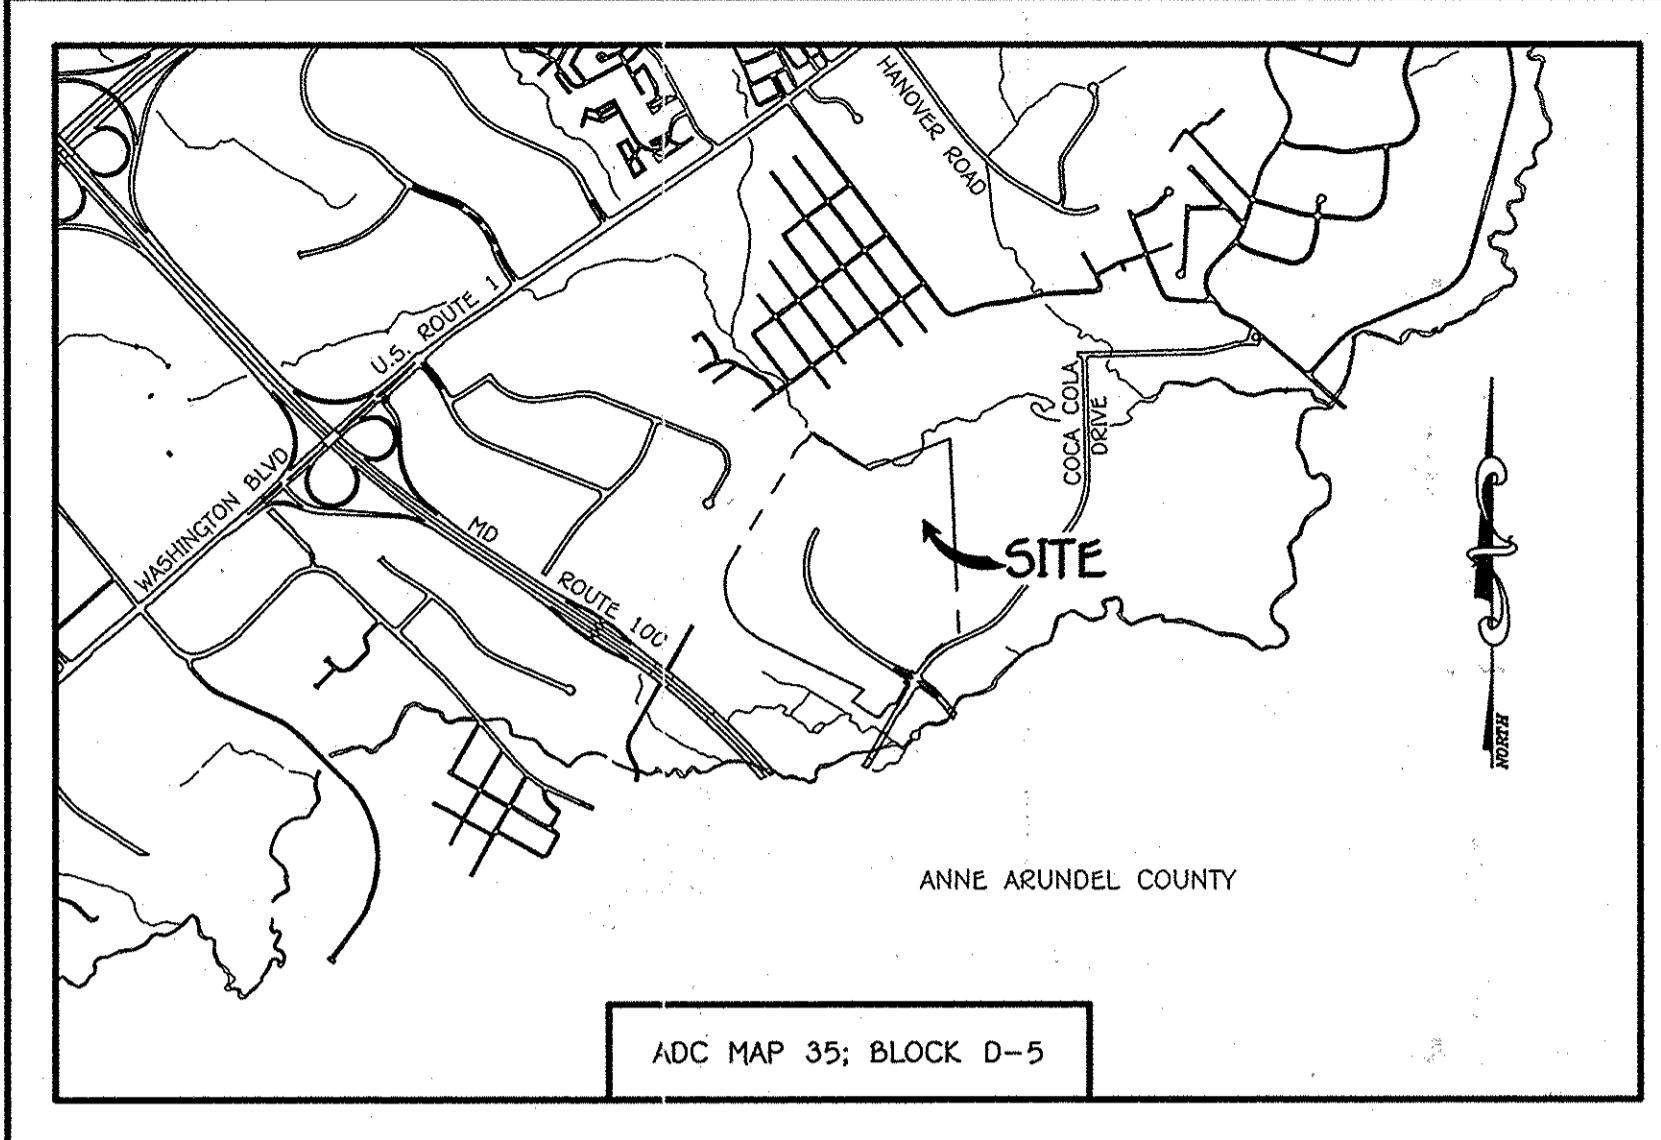 HANOVER ROAD
U.S. ROUTE 1
COCA COLA
DRIVE
WASHINGTON BLVD
MD
ROUTE 100
SITE
NORTH
ANNE ARUNDEL COUNTY
ADC MAP 35; BLOCK D-5